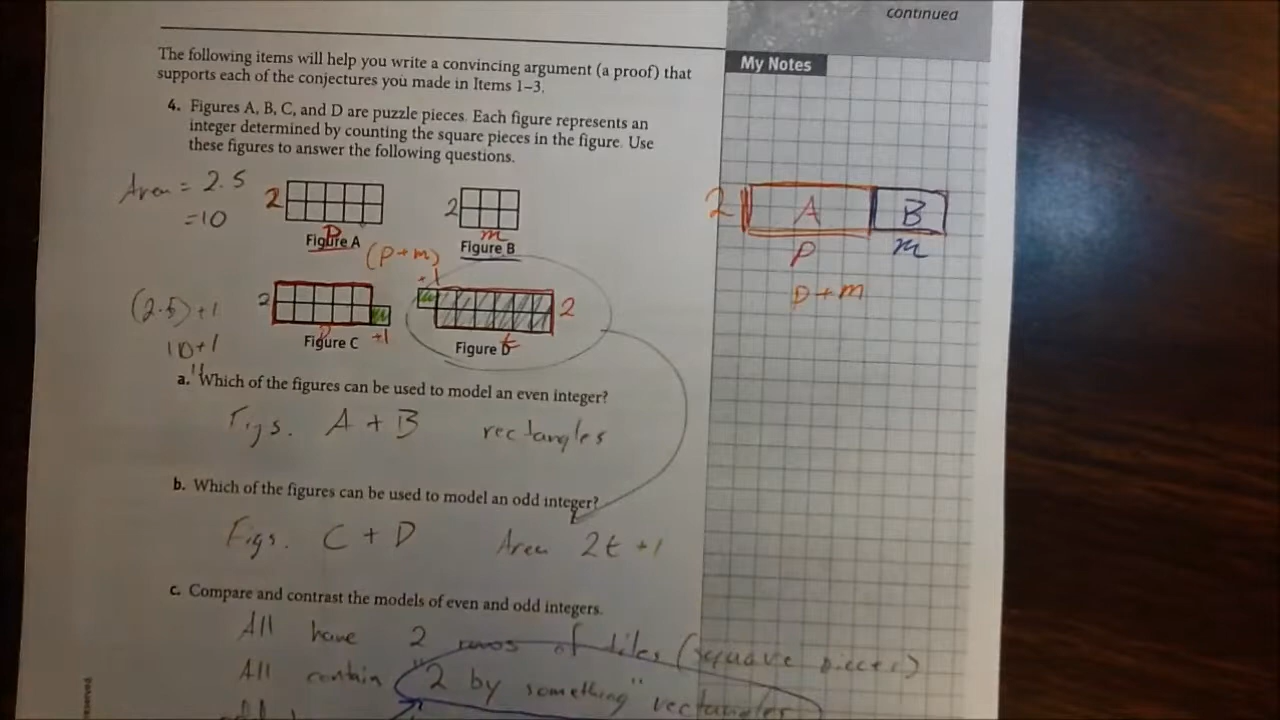 continued
My Notes
The following items will help you write a convincing argument (a proof) that
supports each of the conjectures you made in Items 1–3.
4. Figures A, B, C, and D are puzzle pieces. Each figure represents an
integer determined by counting the square pieces in the figure. Use
these figures to answer the following questions.
Area = 2·5
=10
2
p
Figure A
2
m
Figure B
(p+m)
(2·5)+1
10+1
11
2
p
+1
Figure C
+1
2
t
Figure D
2
A
B
p
m
p+m
a. Which of the figures can be used to model an even integer?
Figs. A + B rectangles
b. Which of the figures can be used to model an odd integer?
Figs. C + D Area 2t +1
c. Compare and contrast the models of even and odd integers.
All have 2 rows of tiles (square pieces)
All contain "2 by something" rectangles
reserved